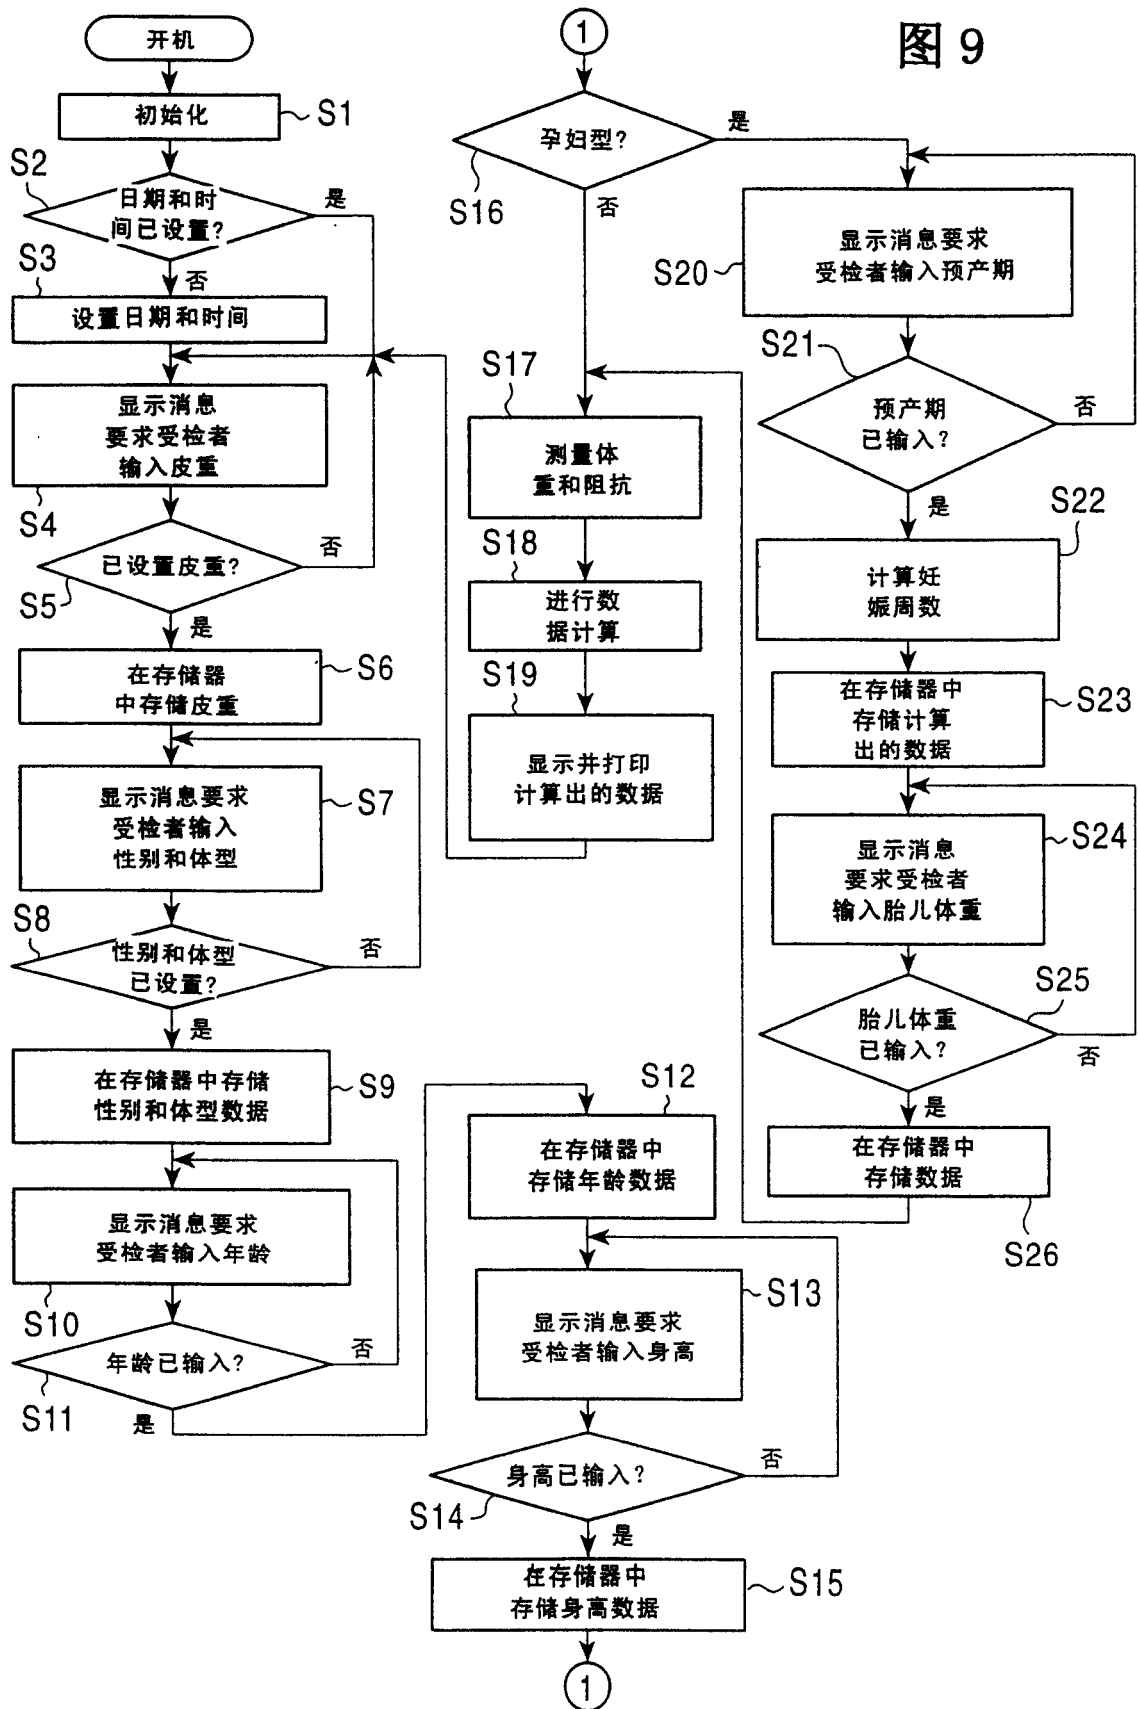 图 9
开机
初始化
S1
S2
日期和时
间已设置?
是
否
S3
设置日期和时间
显示消息
要求受检者
输入皮重
S4
已设置皮重?
否
S5
是
在存储器
中存储皮重
S6
显示消息要求
受检者输入
性别和体型
S7
S8
性别和体型
已设置?
否
是
在存储器中存储
性别和体型数据
S9
显示消息要求
受检者输入年龄
S10
年龄已输入?
否
S11
是
S12
在存储器中
存储年龄数据
显示消息要求
受检者输入身高
S13
身高已输入?
否
S14
是
在存储器中
存储身高数据
S15
1
1
孕妇型?
是
S16
否
S17
测量体
重和阻抗
S18
进行数
据计算
S19
显示并打印
计算出的数据
显示消息要求
受检者输入预产期
S20
S21
预产期
已输入?
否
是
S22
计算妊
娠周数
在存储器中
存储计算
出的数据
S23
显示消息
要求受检者
输入胎儿体重
S24
S25
胎儿体重
已输入?
否
是
在存储器中
存储数据
S26